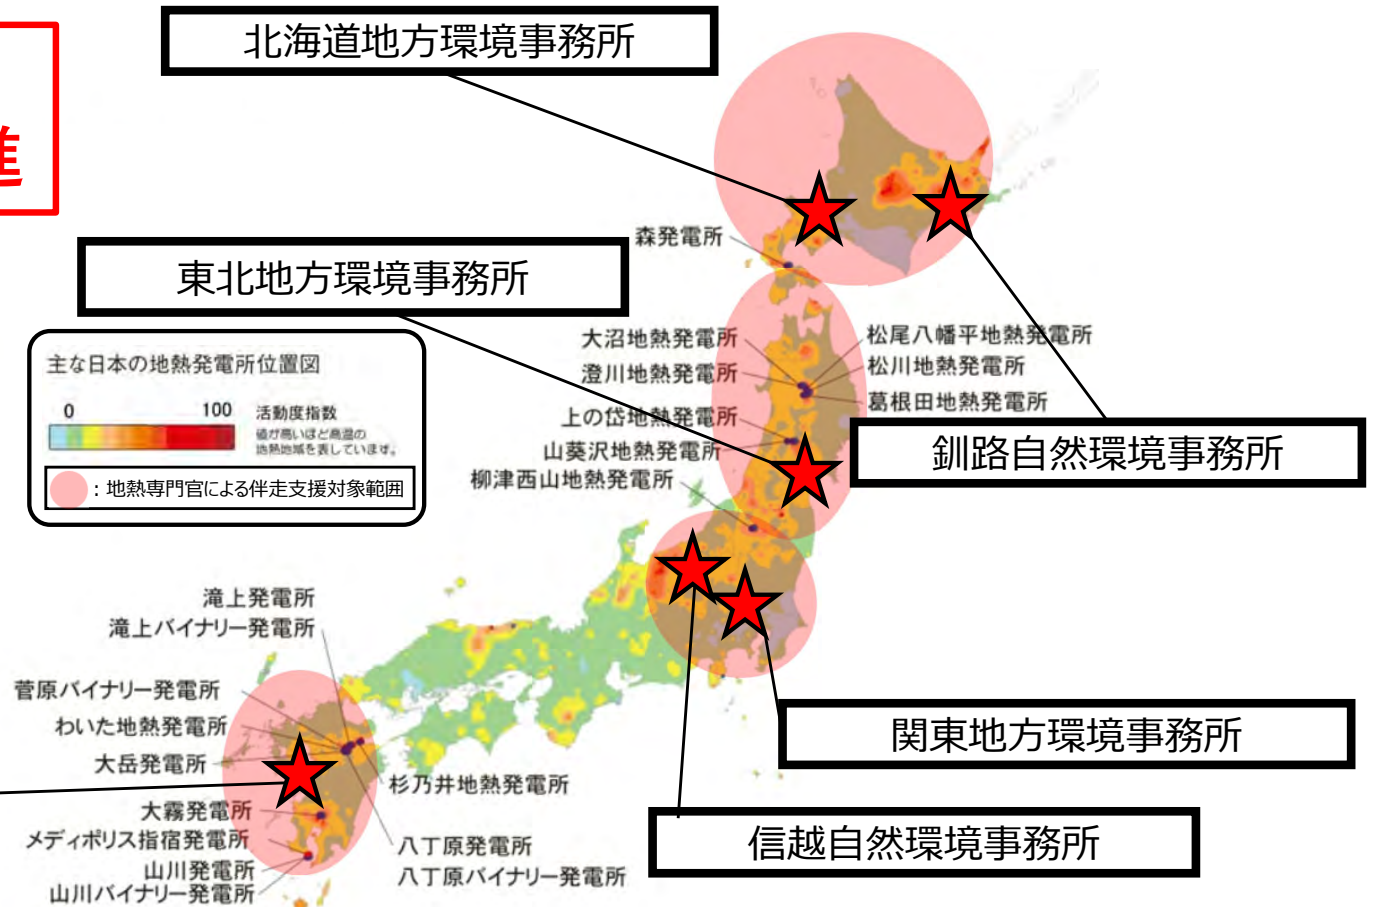 進
北海道地方環境事務所
森発電所
東北地方環境事務所
大沼地熱発電所
澄川地熱発電所
上の岱地熱発電所
山葵沢地熱発電所
柳津西山地熱発電所
松尾八幡平地熱発電所
松川地熱発電所
葛根田地熱発電所
釧路自然環境事務所
主な日本の地熱発電所位置図
0 100 活動度指数
値が高いほど高温の
地熱地域を表しています。
：地熱専門官による伴走支援対象範囲
滝上発電所
滝上バイナリー発電所
菅原バイナリー発電所
わいた地熱発電所
大岳発電所
杉乃井地熱発電所
大霧発電所
メディポリス指宿発電所
山川発電所
山川バイナリー発電所
八丁原発電所
八丁原バイナリー発電所
関東地方環境事務所
信越自然環境事務所